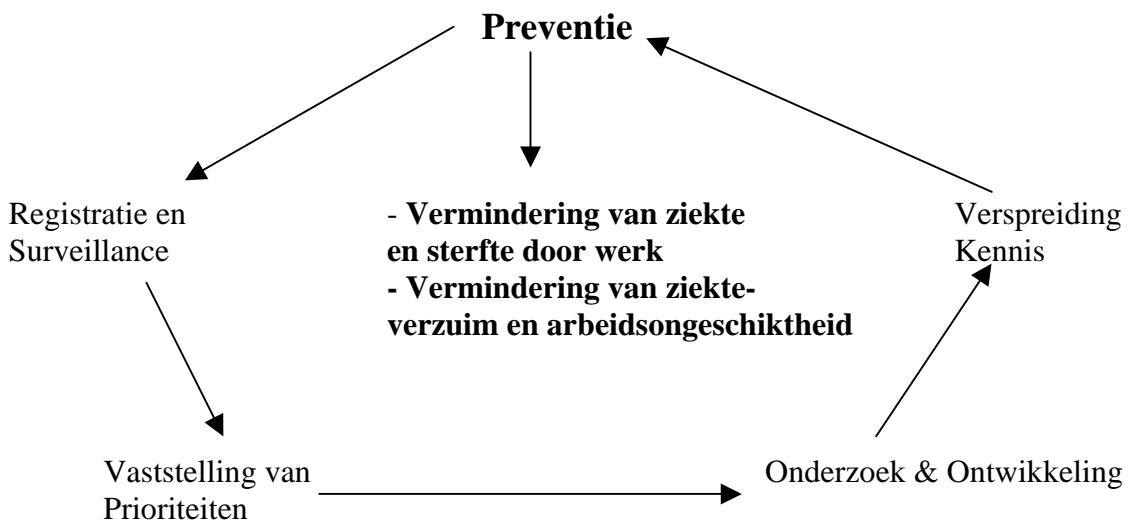 Preventie
Registratie en
Surveillance
- Vermindering van ziekte
en sterfte door werk
- Vermindering van ziekte-
verzuim en arbeidsongeschiktheid
Verspreiding
Kennis
Vaststelling van
Prioriteiten
Onderzoek & Ontwikkeling